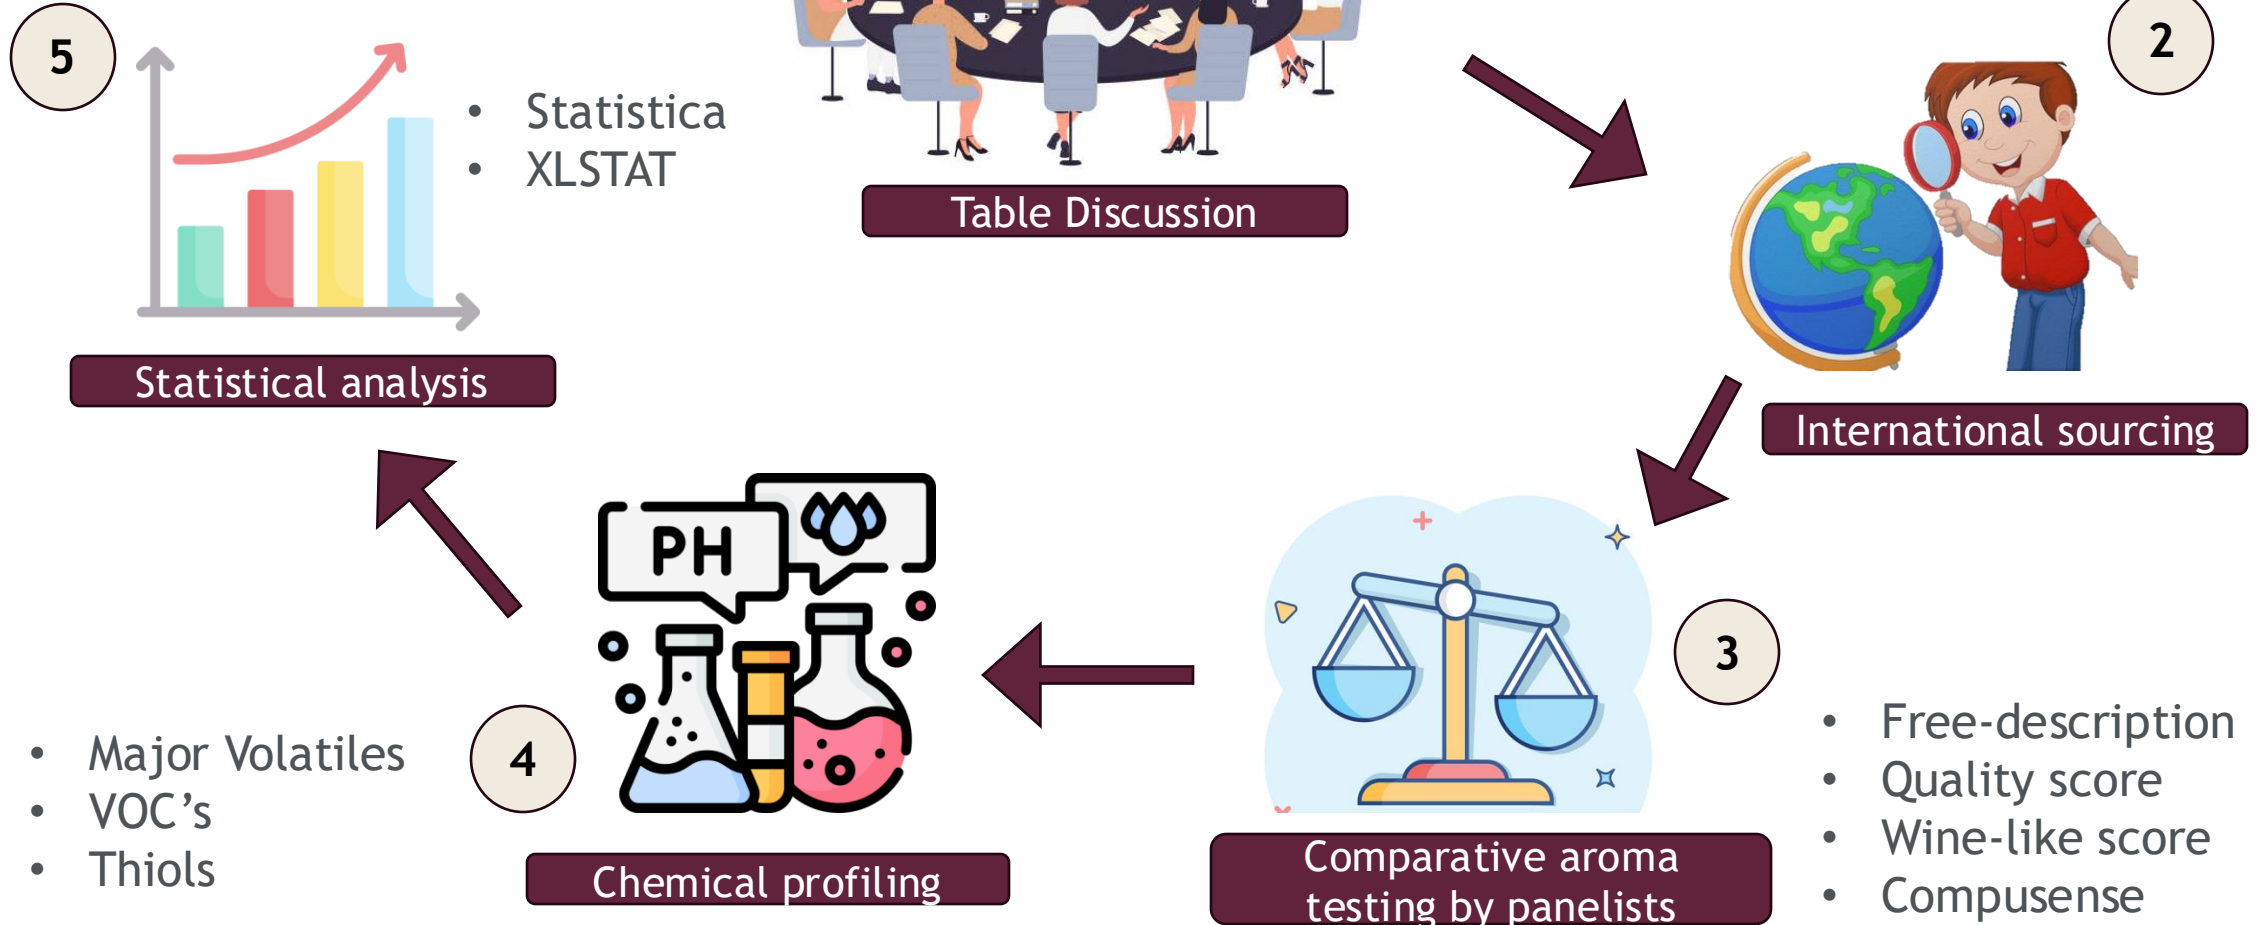 5
• Statistica
• XLSTAT
Statistical analysis
Table Discussion
2
International sourcing
3
• Free-description
• Quality score
• Wine-like score
• Compusense
Comparative aroma
testing by panelists
PH
4
• Major Volatiles
• VOC’s
• Thiols
Chemical profiling